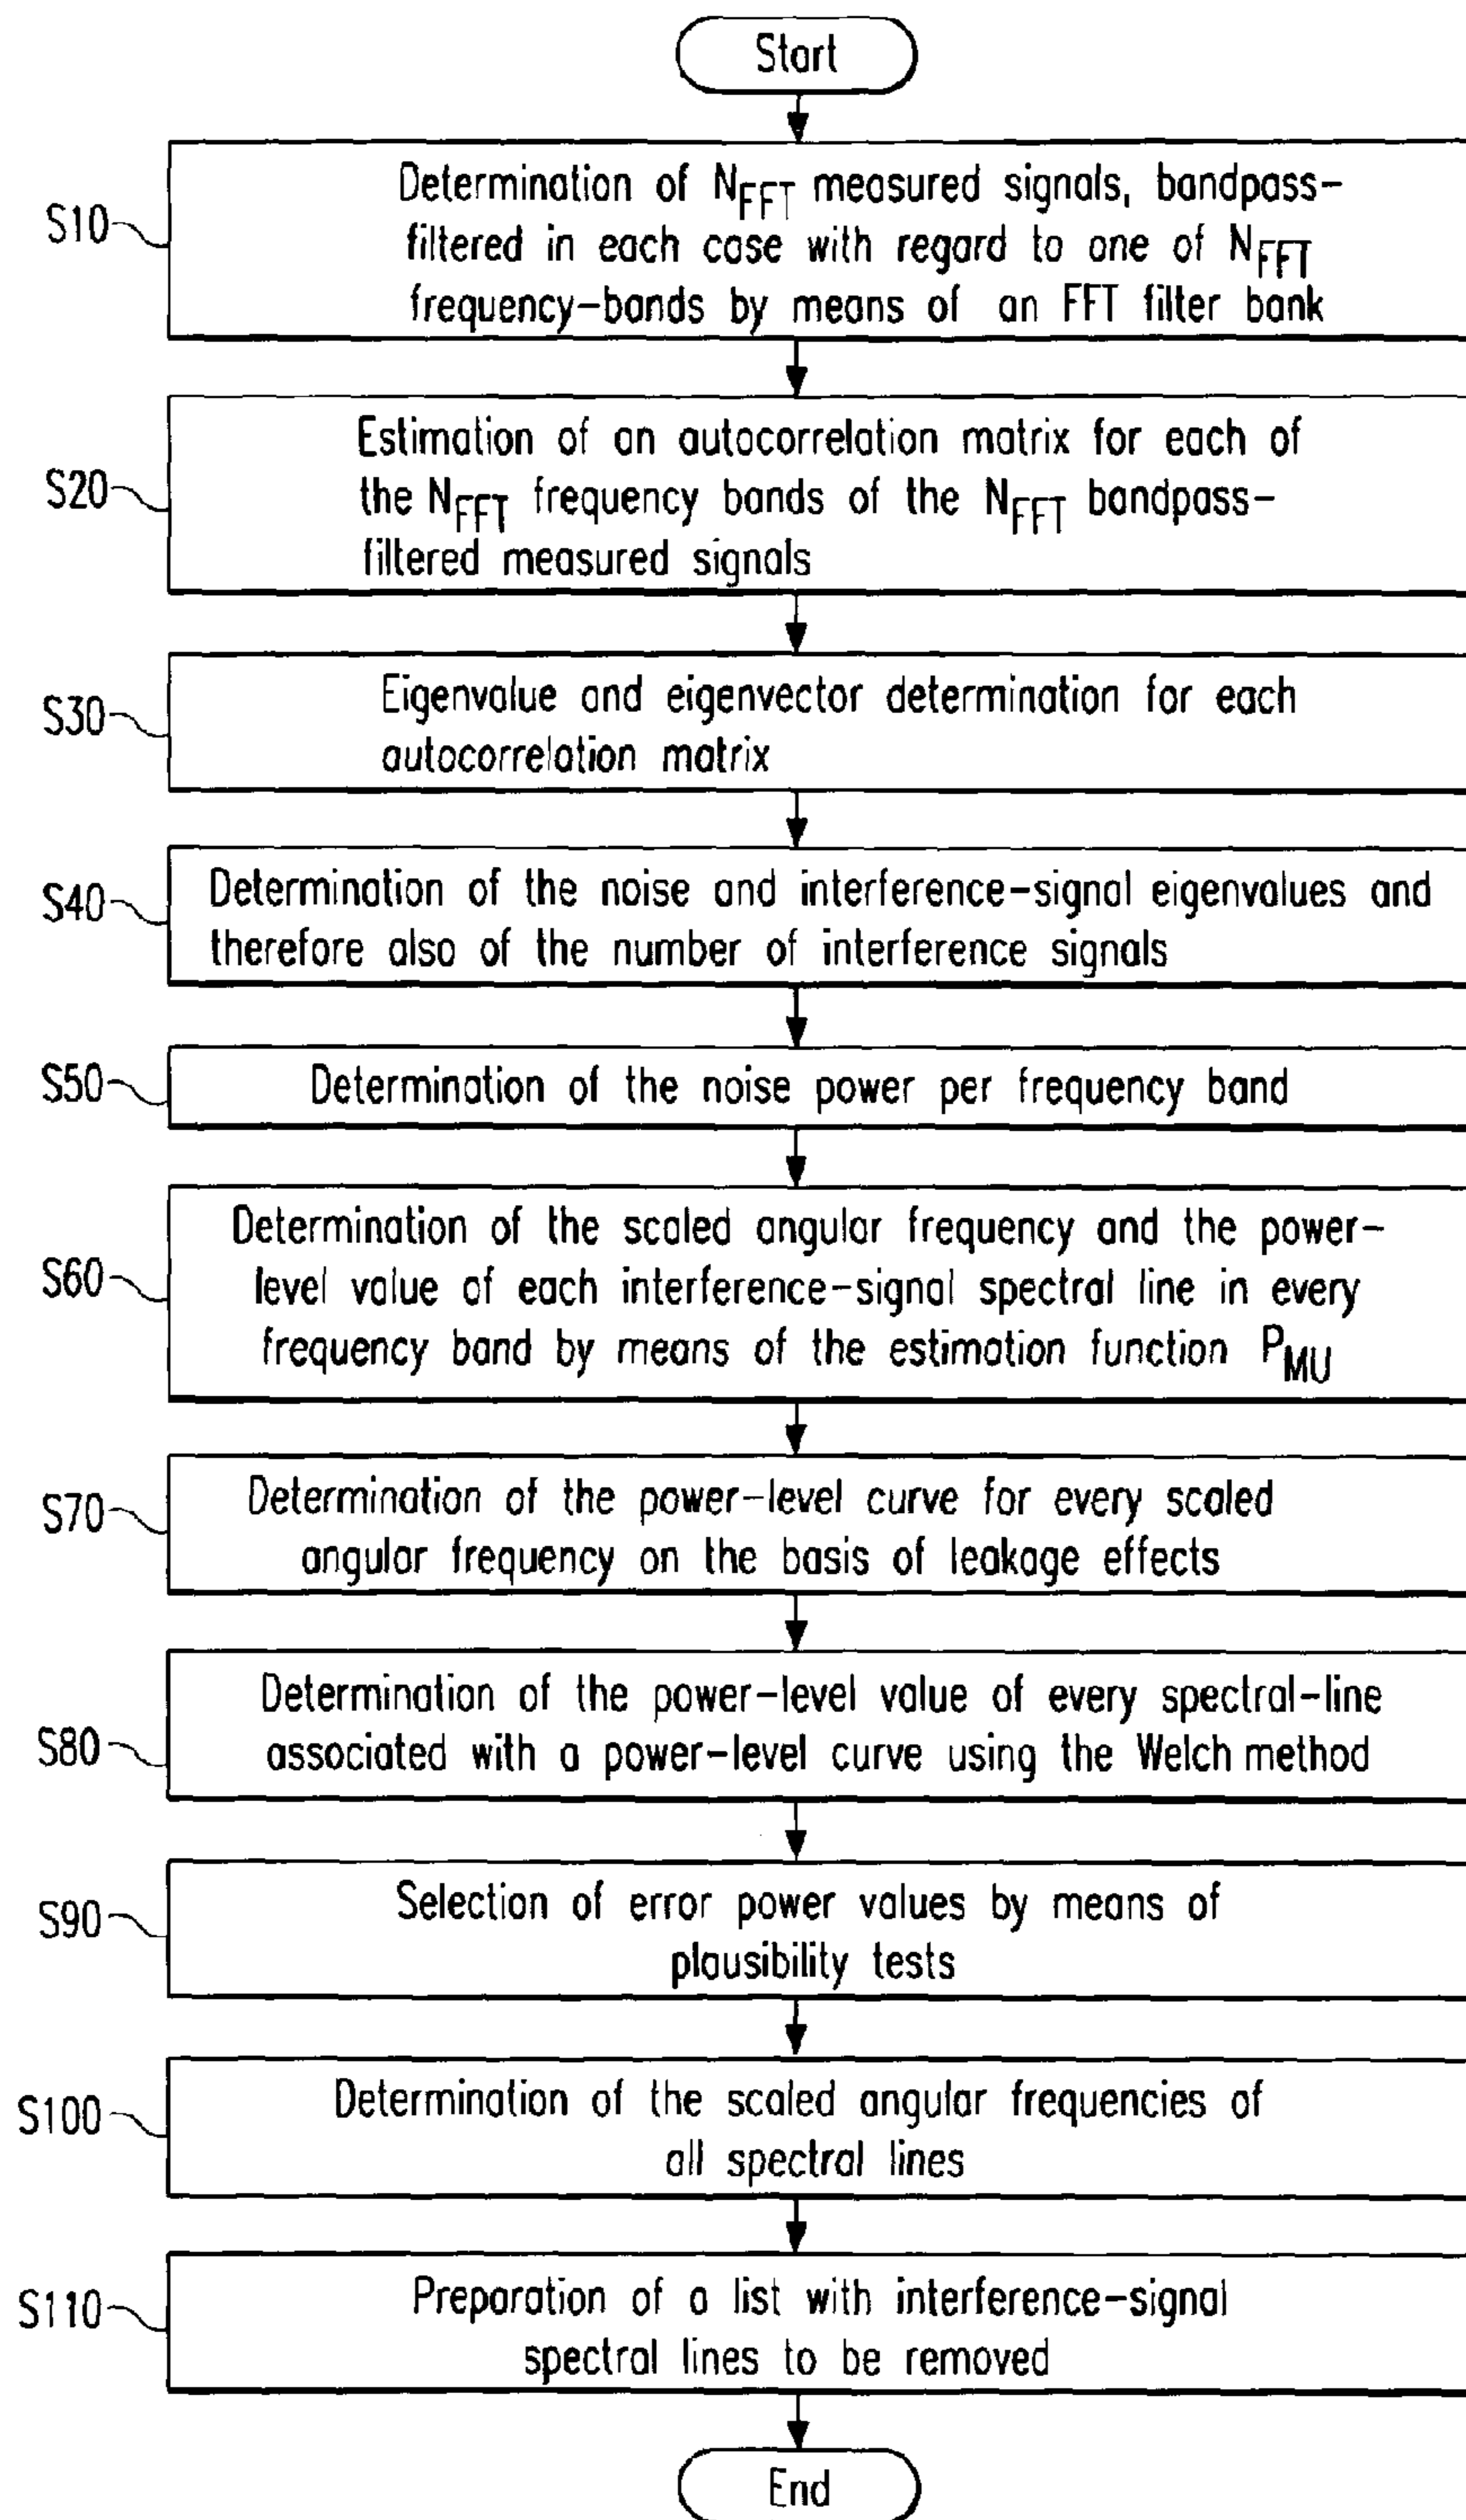 Start
S10
Determination of NFFT measured signals, bandpass-
filtered in each case with regard to one of NFFT
frequency-bands by means of an FFT filter bank
S20
Estimation of an autocorrelation matrix for each of
the NFFT frequency bands of the NFFT bandpass-
filtered measured signals
S30
Eigenvalue and eigenvector determination for each
autocorrelation matrix
S40
Determination of the noise and interference-signal eigenvalues and
therefore also of the number of interference signals
S50
Determination of the noise power per frequency band
S60
Determination of the scaled angular frequency and the power-
level value of each interference-signal spectral line in every
frequency band by means of the estimation function PMU
S70
Determination of the power-level curve for every scaled
angular frequency on the basis of leakage effects
S80
Determination of the power-level value of every spectral-line
associated with a power-level curve using the Welch method
S90
Selection of error power values by means of
plausibility tests
S100
Determination of the scaled angular frequencies of
all spectral lines
S110
Preparation of a list with interference-signal
spectral lines to be removed
End